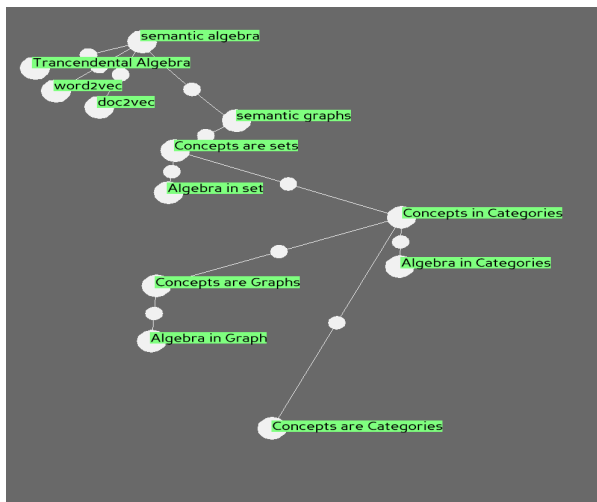 semantic algebra
Trancendental Algebra
word2vec
doc2vec
semantic graphs
Concepts are sets
Algebra in set
Concepts in Categories
Algebra in Categories
Concepts are Graphs
Algebra in Graph
Concepts are Categories